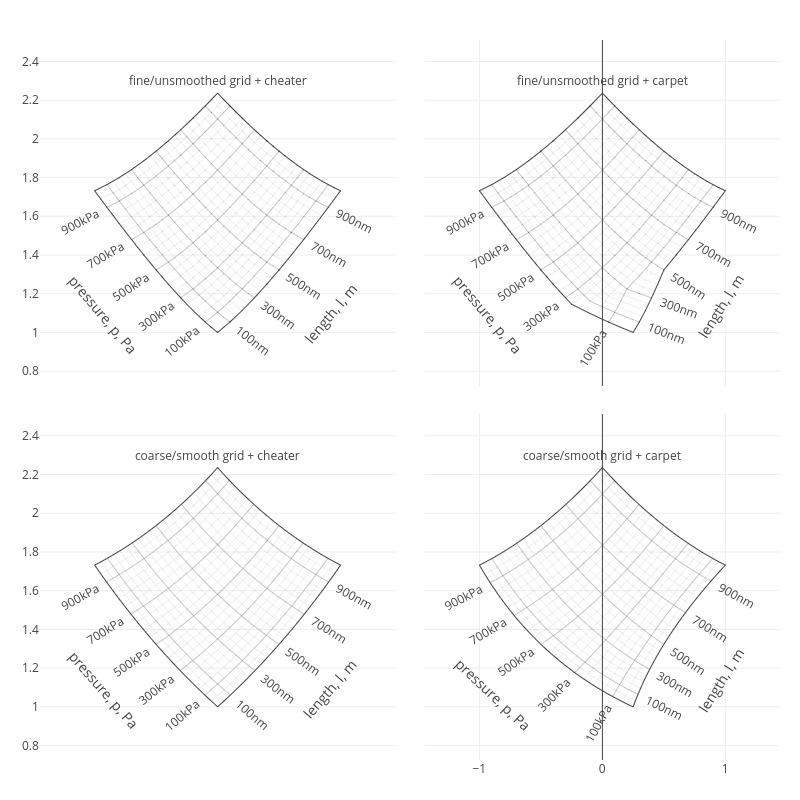 fine/unsmoothed grid + cheater
2.4
2.2
2
1.8
1.6
1.4
1.2
1
0.8
900kPa
700kPa
500kPa
300kPa
100kPa
pressure, p, Pa
900nm
700nm
500nm
300nm
100nm
length, l, m
fine/unsmoothed grid + carpet
900kPa
700kPa
500kPa
300kPa
100kPa
pressure, p, Pa
900nm
700nm
500nm
300nm
100nm
length, l, m
coarse/smooth grid + cheater
2.4
2.2
2
1.8
1.6
1.4
1.2
1
0.8
900kPa
700kPa
500kPa
300kPa
100kPa
pressure, p, Pa
900nm
700nm
500nm
300nm
100nm
length, l, m
coarse/smooth grid + carpet
900kPa
700kPa
500kPa
300kPa
100kPa
pressure, p, Pa
900nm
700nm
500nm
300nm
100nm
length, l, m
−1
0
1